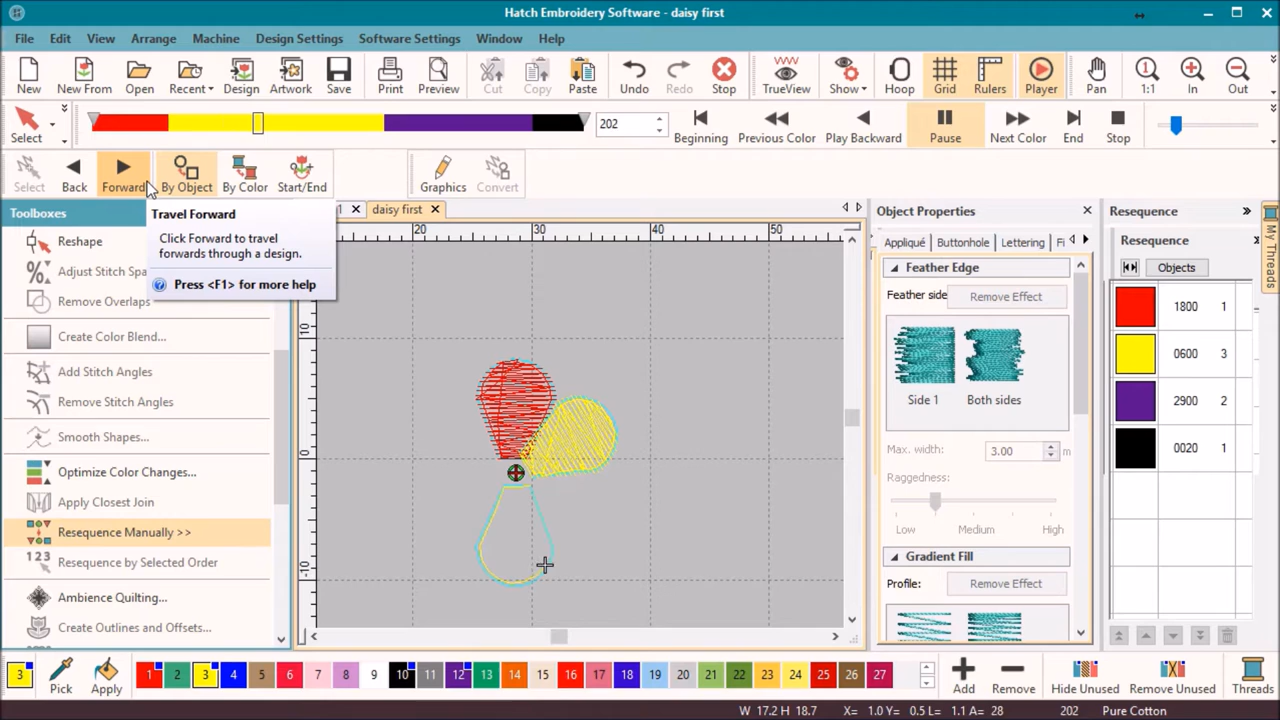 Hatch Embroidery Software - daisy first
File Edit View Arrange Machine Design Settings Software Settings Window Help
New New From Open Recent Design Artwork Save Print Preview Cut Copy Paste Undo Redo Stop TrueView Show Hoop Grid Rulers Player Pan 1:1 In Out
Select 202 Beginning Previous Color Play Backward Pause Next Color End Stop
Select Back Forward By Object By Color Start/End Graphics Convert
Toolboxes
daisy first
Travel Forward
Click Forward to travel
forwards through a design.
Press <F1> for more help
Reshape
Adjust Stitch Spa
Remove Overlaps
Create Color Blend...
Add Stitch Angles
Remove Stitch Angles
Smooth Shapes...
Optimize Color Changes...
Apply Closest Join
Resequence Manually >>
123 Resequence by Selected Order
Ambience Quilting...
Create Outlines and Offsets...
20 30 40 50
10
0
-10
Object Properties
Appliqué Buttonhole Lettering Fi
Feather Edge
Feather side Remove Effect
Side 1 Both sides
Max. width: 3.00 m
Raggedness:
Low Medium High
Gradient Fill
Profile: Remove Effect
Resequence
Resequence
Objects
1800 1
0600 3
2900 2
0020 1
My Threads
3 Pick Apply 1 2 3 4 5 6 7 8 9 10 11 12 13 14 15 16 17 18 19 20 21 22 23 24 25 26 27 Add Remove Hide Unused Remove Unused Threads
W 17.2 H 18.7 X= 1.0 Y= 0.5 L= 1.1 A= 28 202 Pure Cotton